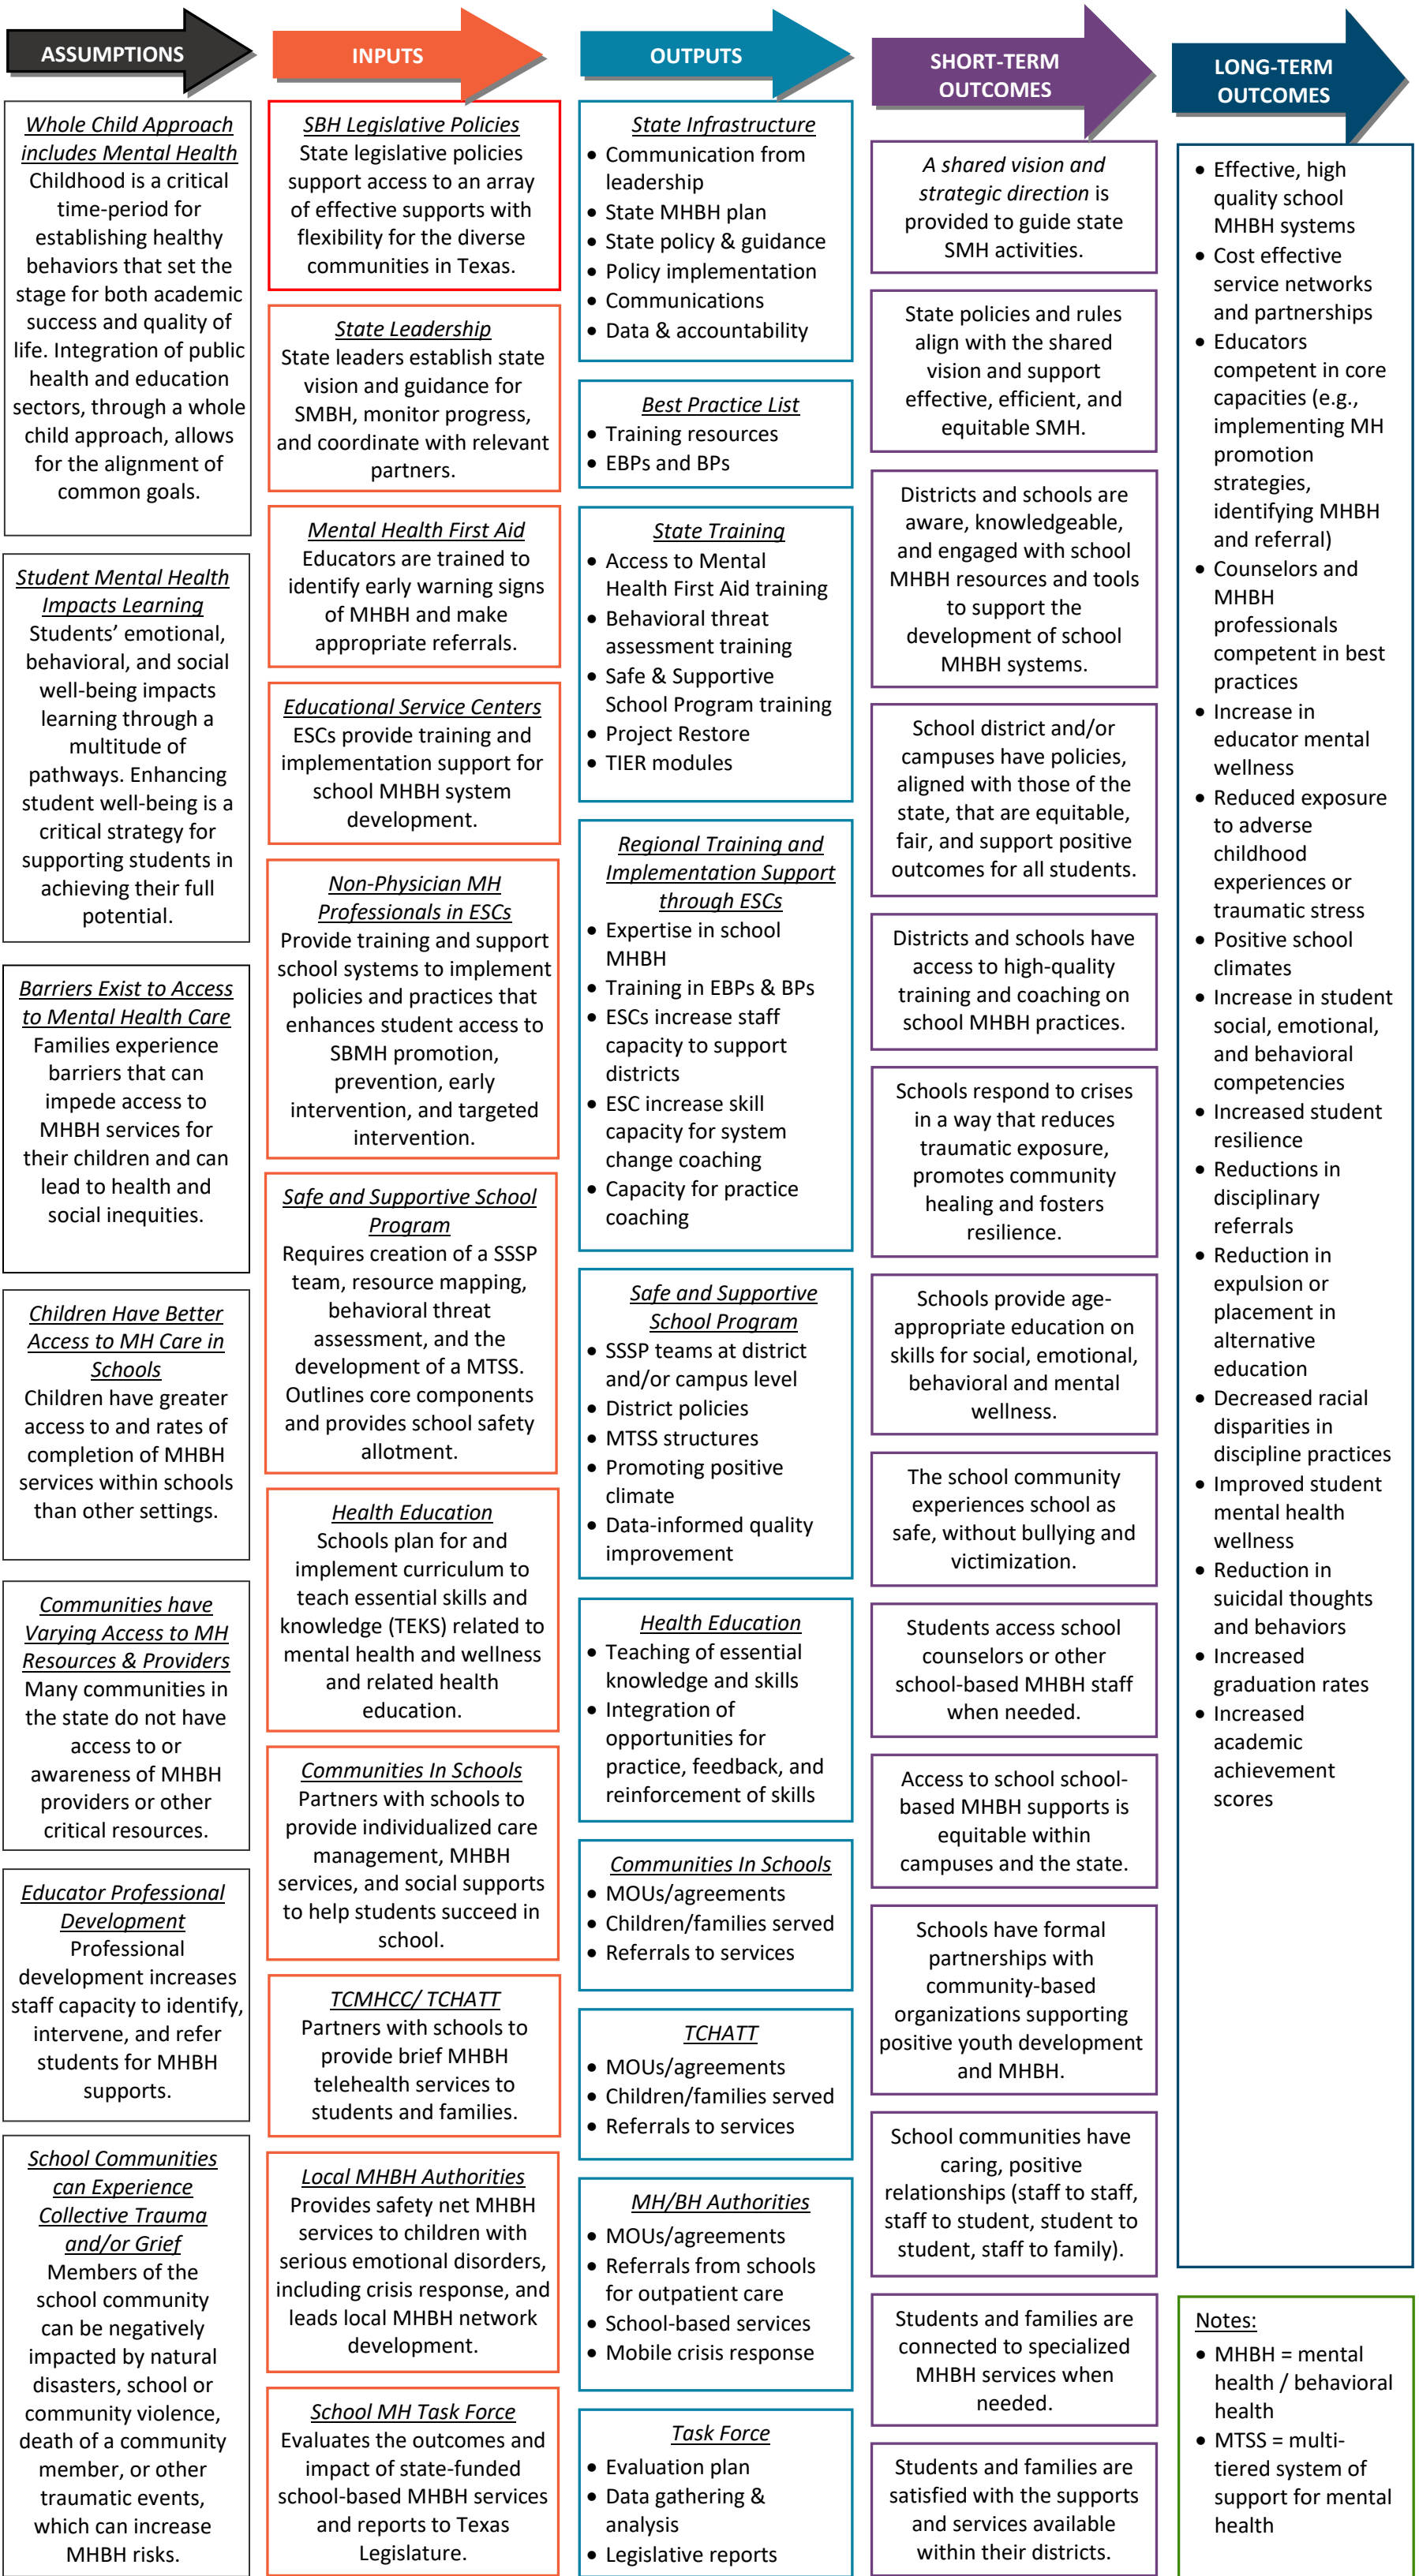 ASSUMPTIONS
Whole Child Approach
includes Mental Health
Childhood is a critical
time-period for
establishing healthy
behaviors that set the
stage for both academic
success and quality of
life. Integration of public
health and education
sectors, through a whole
child approach, allows
for the alignment of
common goals.
Student Mental Health
Impacts Learning
Students’ emotional,
behavioral, and social
well-being impacts
learning through a
multitude of
pathways. Enhancing
student well-being is a
critical strategy for
supporting students in
achieving their full
potential.
Barriers Exist to Access
to Mental Health Care
Families experience
barriers that can
impede access to
MHBH services for
their children and can
lead to health and
social inequities.
Children Have Better
Access to MH Care in
Schools
Children have greater
access to and rates of
completion of MHBH
services within schools
than other settings.
Communities have
Varying Access to MH
Resources & Providers
Many communities in
the state do not have
access to or
awareness of MHBH
providers or other
critical resources.
Educator Professional
Development
Professional
development increases
staff capacity to identify,
intervene, and refer
students for MHBH
supports.
School Communities
can Experience
Collective Trauma
and/or Grief
Members of the
school community
can be negatively
impacted by natural
disasters, school or
community violence,
death of a community
member, or other
traumatic events,
which can increase
MHBH risks.
INPUTS
SBH Legislative Policies
State legislative policies
support access to an array
of effective supports with
flexibility for the diverse
communities in Texas.
State Leadership
State leaders establish state
vision and guidance for
SMBH, monitor progress,
and coordinate with relevant
partners.
Mental Health First Aid
Educators are trained to
identify early warning signs
of MHBH and make
appropriate referrals.
Educational Service Centers
ESCs provide training and
implementation support for
school MHBH system
development.
Non-Physician MH
Professionals in ESCs
Provide training and support
school systems to implement
policies and practices that
enhances student access to
SBMH promotion,
prevention, early
intervention, and targeted
intervention.
Safe and Supportive School
Program
Requires creation of a SSSP
team, resource mapping,
behavioral threat
assessment, and the
development of a MTSS.
Outlines core components
and provides school safety
allotment.
Health Education
Schools plan for and
implement curriculum to
teach essential skills and
knowledge (TEKS) related to
mental health and wellness
and related health
education.
Communities In Schools
Partners with schools to
provide individualized care
management, MHBH
services, and social supports
to help students succeed in
school.
TCMHCC/ TCHATT
Partners with schools to
provide brief MHBH
telehealth services to
students and families.
Local MHBH Authorities
Provides safety net MHBH
services to children with
serious emotional disorders,
including crisis response, and
leads local MHBH network
development.
School MH Task Force
Evaluates the outcomes and
impact of state-funded
school-based MHBH services
and reports to Texas
Legislature.
OUTPUTS
State Infrastructure
• Communication from
leadership
• State MHBH plan
• State policy & guidance
• Policy implementation
• Communications
• Data & accountability
Best Practice List
• Training resources
• EBPs and BPs
State Training
• Access to Mental
Health First Aid training
• Behavioral threat
assessment training
• Safe & Supportive
School Program training
• Project Restore
• TIER modules
Regional Training and
Implementation Support
through ESCs
• Expertise in school
MHBH
• Training in EBPs & BPs
• ESCs increase staff
capacity to support
districts
• ESC increase skill
capacity for system
change coaching
• Capacity for practice
coaching
Safe and Supportive
School Program
• SSSP teams at district
and/or campus level
• District policies
• MTSS structures
• Promoting positive
climate
• Data-informed quality
improvement
Health Education
• Teaching of essential
knowledge and skills
• Integration of
opportunities for
practice, feedback, and
reinforcement of skills
Communities In Schools
• MOUs/agreements
• Children/families served
• Referrals to services
TCHATT
• MOUs/agreements
• Children/families served
• Referrals to services
MH/BH Authorities
• MOUs/agreements
• Referrals from schools
for outpatient care
• School-based services
• Mobile crisis response
Task Force
• Evaluation plan
• Data gathering &
analysis
• Legislative reports
SHORT-TERM
OUTCOMES
A shared vision and
strategic direction is
provided to guide state
SMH activities.
State policies and rules
align with the shared
vision and support
effective, efficient, and
equitable SMH.
Districts and schools are
aware, knowledgeable,
and engaged with school
MHBH resources and tools
to support the
development of school
MHBH systems.
School district and/or
campuses have policies,
aligned with those of the
state, that are equitable,
fair, and support positive
outcomes for all students.
Districts and schools have
access to high-quality
training and coaching on
school MHBH practices.
Schools respond to crises
in a way that reduces
traumatic exposure,
promotes community
healing and fosters
resilience.
Schools provide age-
appropriate education on
skills for social, emotional,
behavioral and mental
wellness.
The school community
experiences school as
safe, without bullying and
victimization.
Students access school
counselors or other
school-based MHBH staff
when needed.
Access to school school-
based MHBH supports is
equitable within
campuses and the state.
Schools have formal
partnerships with
community-based
organizations supporting
positive youth development
and MHBH.
School communities have
caring, positive
relationships (staff to staff,
staff to student, student to
student, staff to family).
Students and families are
connected to specialized
MHBH services when
needed.
Students and families are
satisfied with the supports
and services available
within their districts.
LONG-TERM
OUTCOMES
• Effective, high
quality school
MHBH systems
• Cost effective
service networks
and partnerships
• Educators
competent in core
capacities (e.g.,
implementing MH
promotion
strategies,
identifying MHBH
and referral)
• Counselors and
MHBH
professionals
competent in best
practices
• Increase in
educator mental
wellness
• Reduced exposure
to adverse
childhood
experiences or
traumatic stress
• Positive school
climates
• Increase in student
social, emotional,
and behavioral
competencies
• Increased student
resilience
• Reductions in
disciplinary
referrals
• Reduction in
expulsion or
placement in
alternative
education
• Decreased racial
disparities in
discipline practices
• Improved student
mental health
wellness
• Reduction in
suicidal thoughts
and behaviors
• Increased
graduation rates
• Increased
academic
achievement
scores
Notes:
• MHBH = mental
health / behavioral
health
• MTSS = multi-
tiered system of
support for mental
health